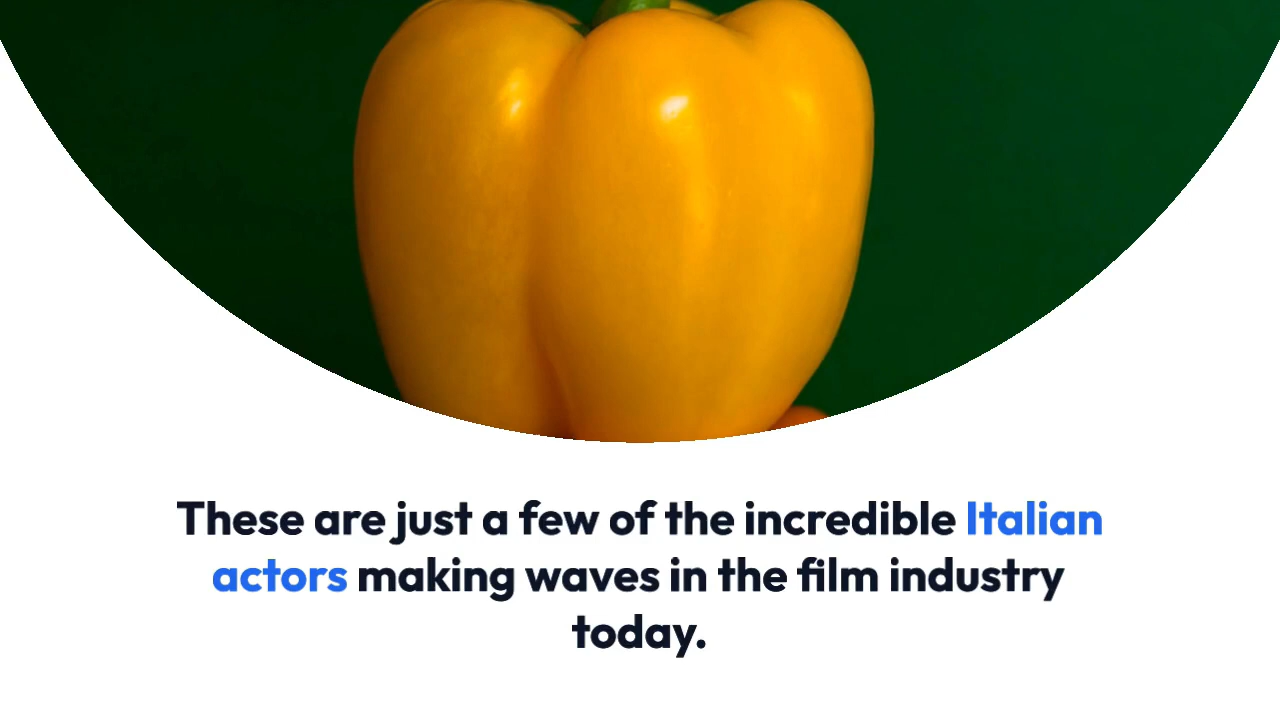 These are just a few of the incredible Italian
actors making waves in the film industry
today.